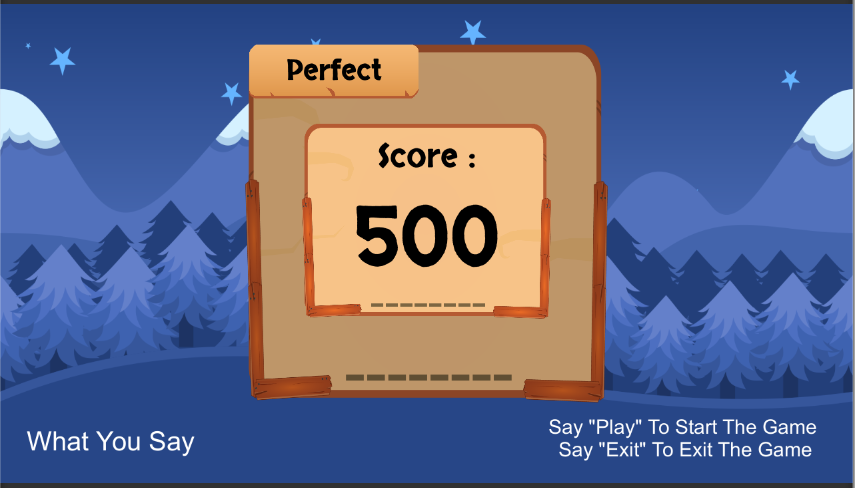 Perfect
Score :
500
What You Say
Say "Play" To Start The Game
Say "Exit" To Exit The Game